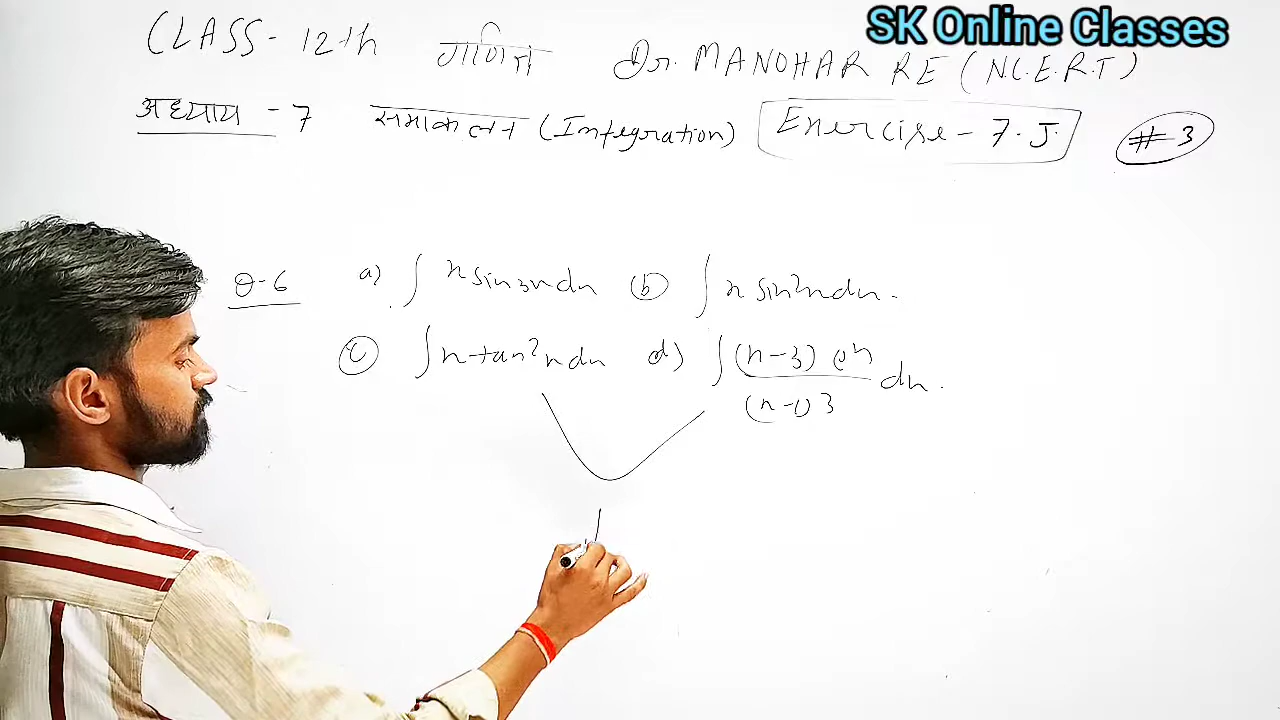 SK Online Classes
CLASS - 12th गणित Dr. MANOHAR RE (N.C.E.R.T)
अध्याय - 7 समाकलन (Integration) Exercise - 7.J. #3
Q-6 a) ∫ x sin3x dx (b) ∫ x sin²x dx.
(c) ∫ x tan²x dx d) ∫ (x-3) eˣ / (x-1)3 dx.